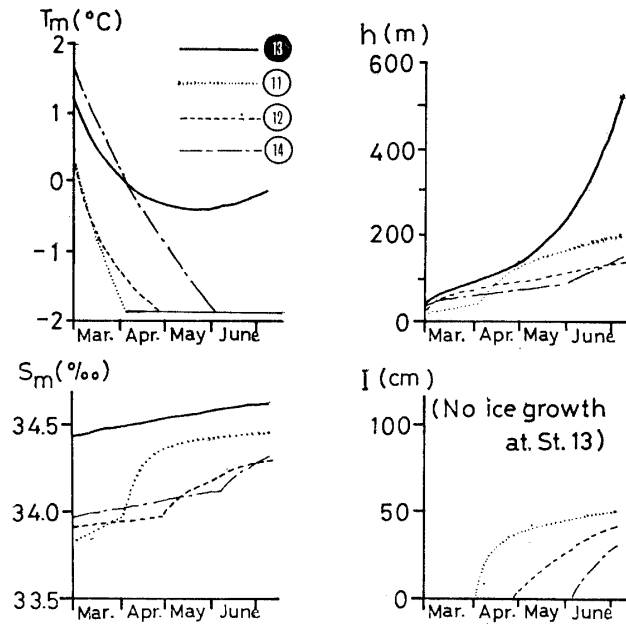 Tm (°C)
2
1
0
-1
-2
13
11
12
14
Mar. Apr. May June
h (m)
600
400
200
0
Mar. Apr. May June
Sm (‰)
34.5
34.0
33.5
Mar. Apr. May June
I (cm)
100
50
0
(No ice growth
at. St. 13)
Mar. Apr. May June